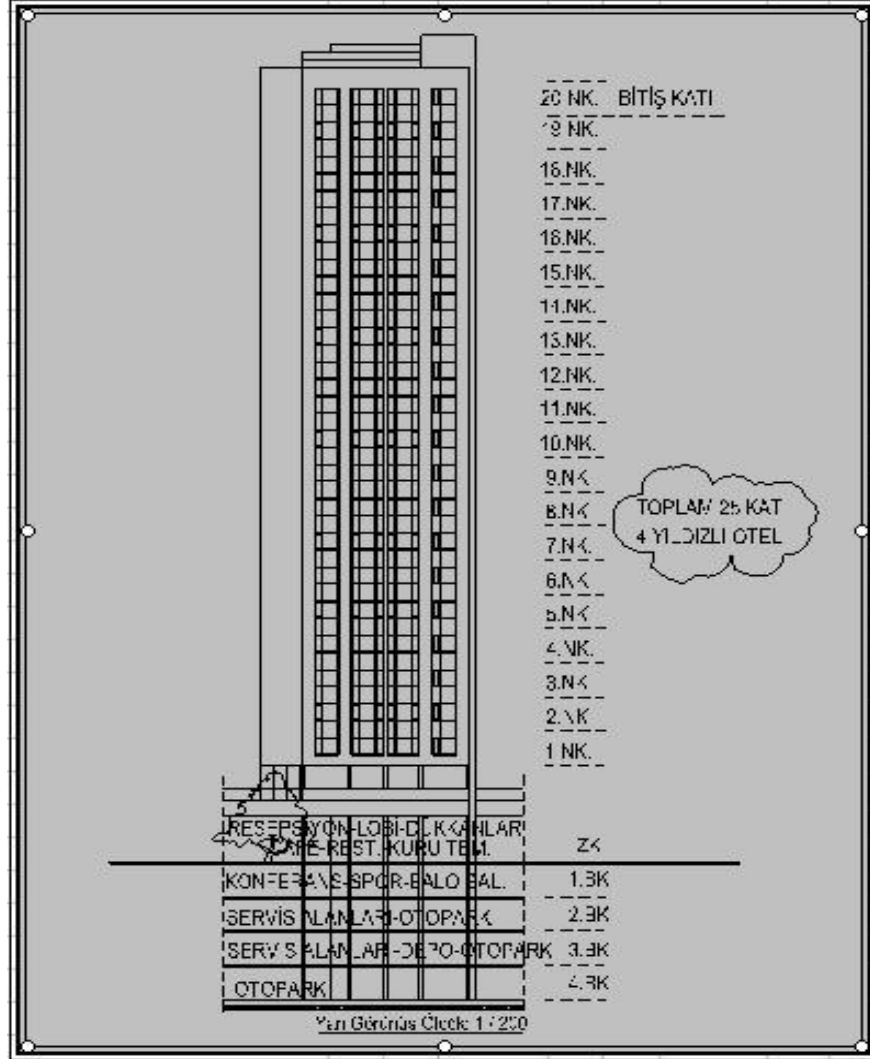 20 NK. BİTİŞ KATI
19 NK.
18.NK.
17.NK.
16.NK.
15.NK.
14.NK.
13.NK.
12.NK.
11.NK.
10.NK.
9.NK
8.NK
7.NK.
6.NK
5.NK
4.NK.
3.NK
2.NK
1 NK.
TOPLAM 25 KAT
4 YILDIZLI OTEL
RESEPSİYON-LOBİ-DÜKKANLAR
KAFE-REST.-KURU TEM. ZK
KONFERANS-SPOR-BALO SAL. 1.BK
SERVİS ALANLARI-OTOPARK 2.BK
SERVİS ALANLARI-DEPO-OTOPARK 3.BK
OTOPARK 4.BK
Yan Görünüş Ölçek 1 / 200